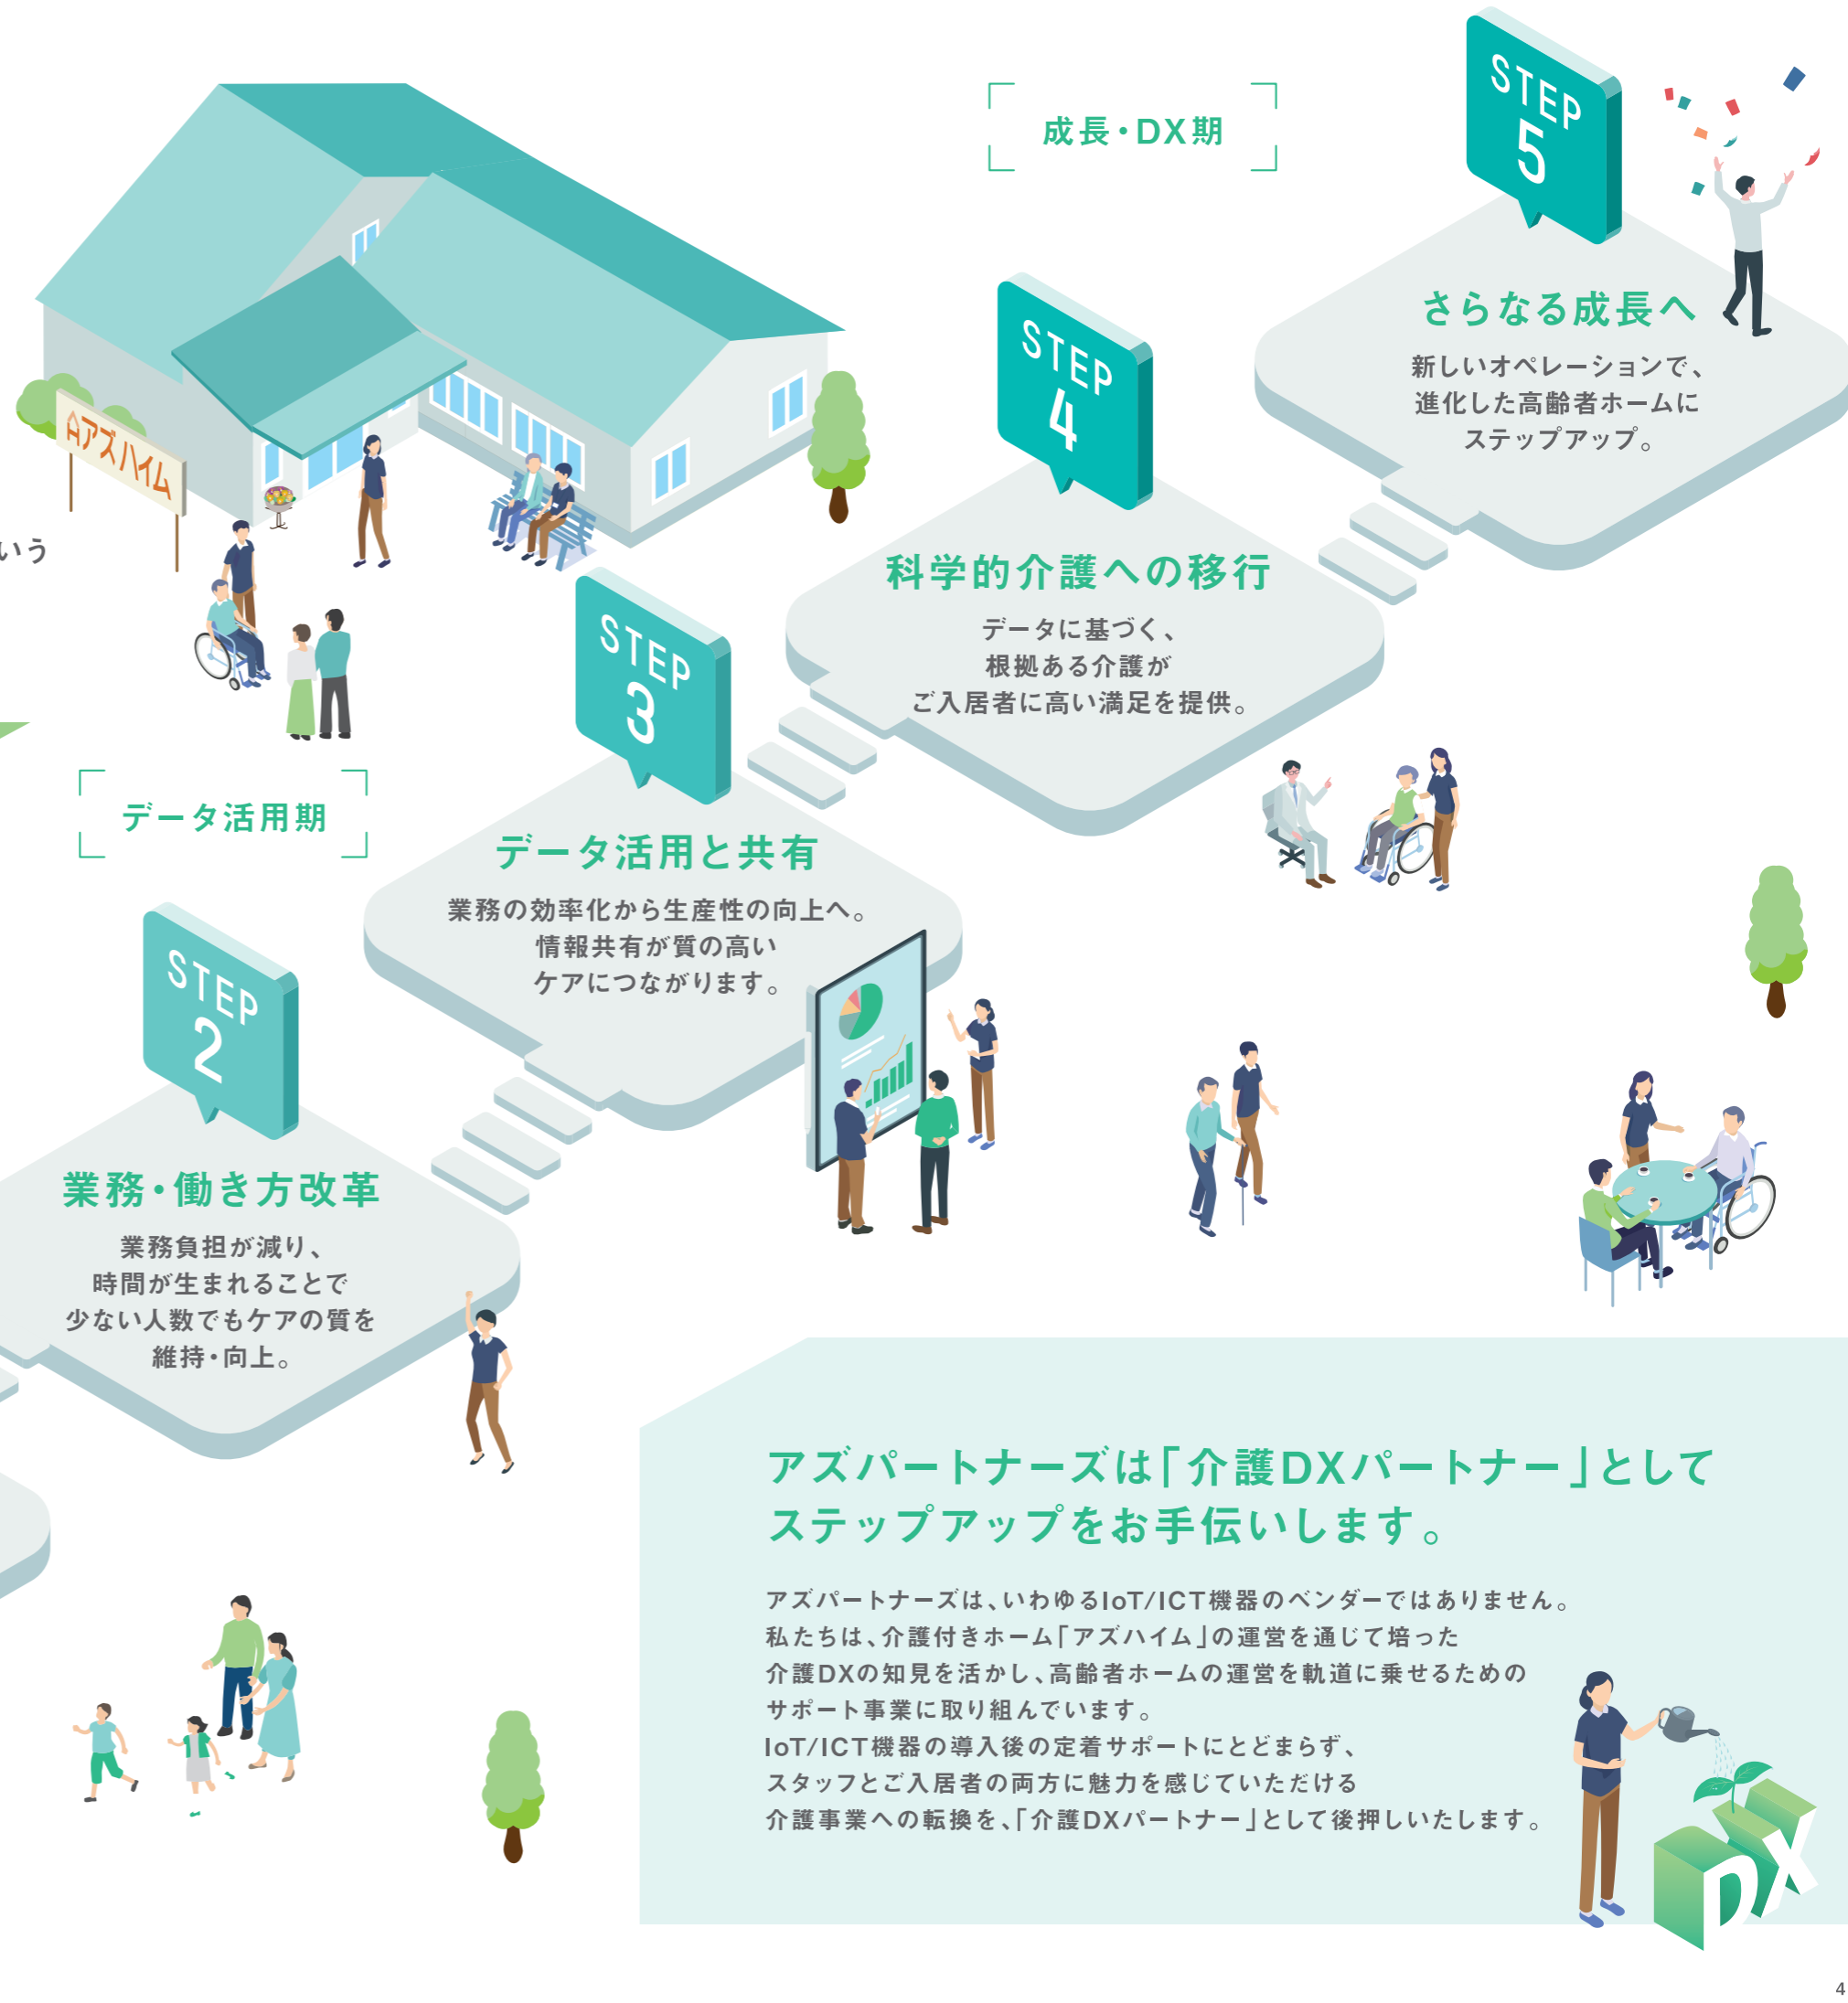 成長・DX期
STEP
5
さらなる成長へ
新しいオペレーションで、
進化した高齢者ホームに
ステップアップ。
STEP
4
科学的介護への移行
データに基づく、
根拠ある介護が
ご入居者に高い満足を提供。
アズハイム
いう
データ活用期
STEP
3
データ活用と共有
業務の効率化から生産性の向上へ。
情報共有が質の高い
ケアにつながります。
STEP
2
業務・働き方改革
業務負担が減り、
時間が生まれることで
少ない人数でもケアの質を
維持・向上。
アズパートナーズは「介護DXパートナー」として
ステップアップをお手伝いします。
アズパートナーズは、いわゆるIoT/ICT機器のベンダーではありません。
私たちは、介護付きホーム「アズハイム」の運営を通じて培った
介護DXの知見を活かし、高齢者ホームの運営を軌道に乗せるための
サポート事業に取り組んでいます。
IoT/ICT機器の導入後の定着サポートにとどまらず、
スタッフとご入居者の両方に魅力を感じていただける
介護事業への転換を、「介護DXパートナー」として後押しいたします。
DX
4